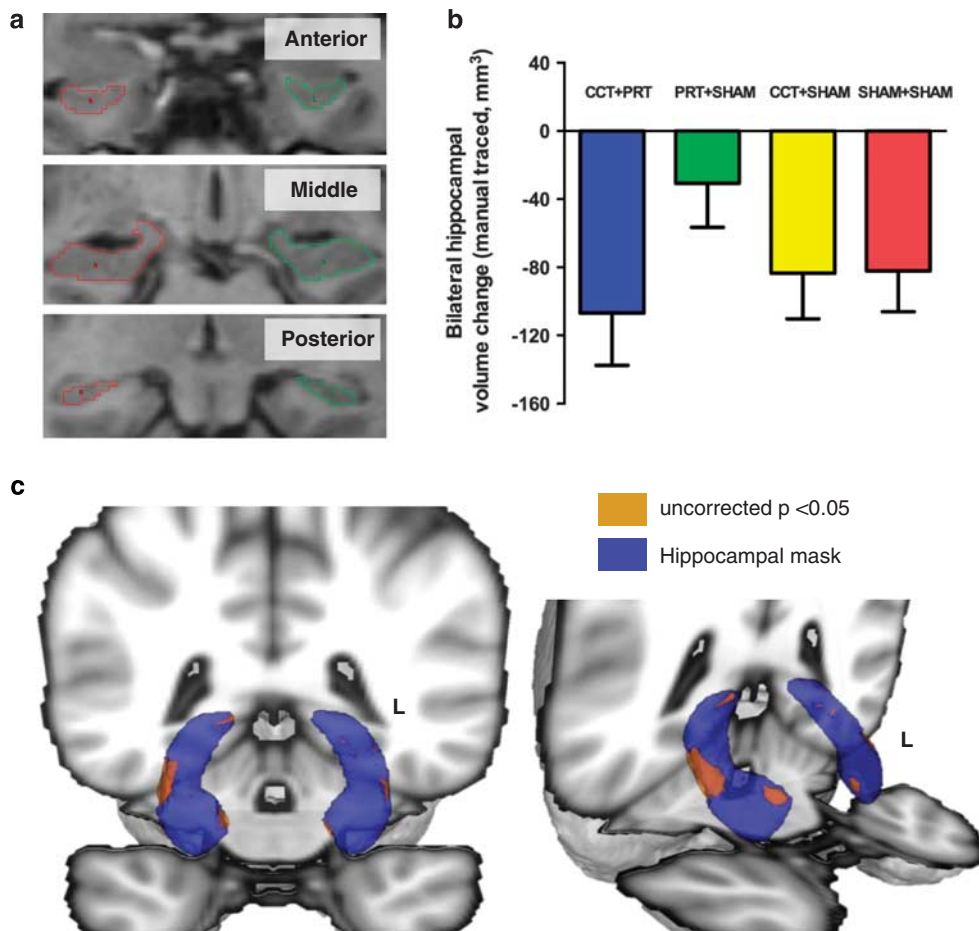 a
Anterior
Middle
Posterior
b
Bilateral hippocampal
volume change (manual traced, mm³)
40
0
-40
-80
-120
-160
CCT+PRT PRT+SHAM CCT+SHAM SHAM+SHAM
c
uncorrected p <0.05
Hippocampal mask
L
L